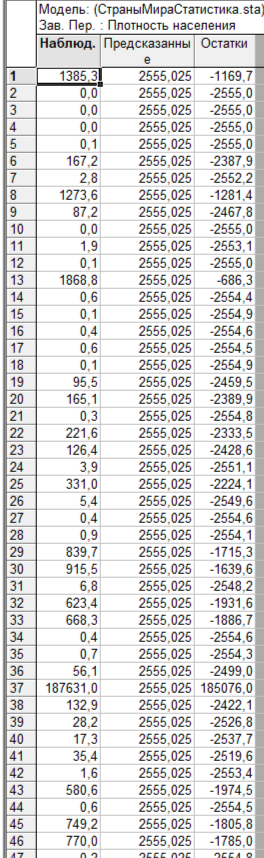 Модель: (СтраныМираСтатистика.sta)
Зав. Пер. : Плотность населения
Наблюд. Предсказанны Остатки
е
1 1385,3 2555,025 -1169,7
2 0,0 2555,025 -2555,0
3 0,0 2555,025 -2555,0
4 0,0 2555,025 -2555,0
5 0,1 2555,025 -2555,0
6 167,2 2555,025 -2387,9
7 2,8 2555,025 -2552,2
8 1273,6 2555,025 -1281,4
9 87,2 2555,025 -2467,8
10 0,0 2555,025 -2555,0
11 1,9 2555,025 -2553,1
12 0,1 2555,025 -2555,0
13 1868,8 2555,025 -686,3
14 0,6 2555,025 -2554,4
15 0,1 2555,025 -2554,9
16 0,4 2555,025 -2554,6
17 0,6 2555,025 -2554,5
18 0,1 2555,025 -2554,9
19 95,5 2555,025 -2459,5
20 165,1 2555,025 -2389,9
21 0,3 2555,025 -2554,8
22 221,6 2555,025 -2333,5
23 126,4 2555,025 -2428,6
24 3,9 2555,025 -2551,1
25 331,0 2555,025 -2224,1
26 5,4 2555,025 -2549,6
27 0,4 2555,025 -2554,6
28 0,9 2555,025 -2554,1
29 839,7 2555,025 -1715,3
30 915,5 2555,025 -1639,6
31 6,8 2555,025 -2548,2
32 623,4 2555,025 -1931,6
33 668,3 2555,025 -1886,7
34 0,4 2555,025 -2554,6
35 0,7 2555,025 -2554,3
36 56,1 2555,025 -2499,0
37 187631,0 2555,025 185076,0
38 132,9 2555,025 -2422,1
39 28,2 2555,025 -2526,8
40 17,3 2555,025 -2537,7
41 35,4 2555,025 -2519,6
42 1,6 2555,025 -2553,4
43 580,6 2555,025 -1974,5
44 0,6 2555,025 -2554,5
45 749,2 2555,025 -1805,8
46 770,0 2555,025 -1785,0
47 0,2 2555,025 -2554,8